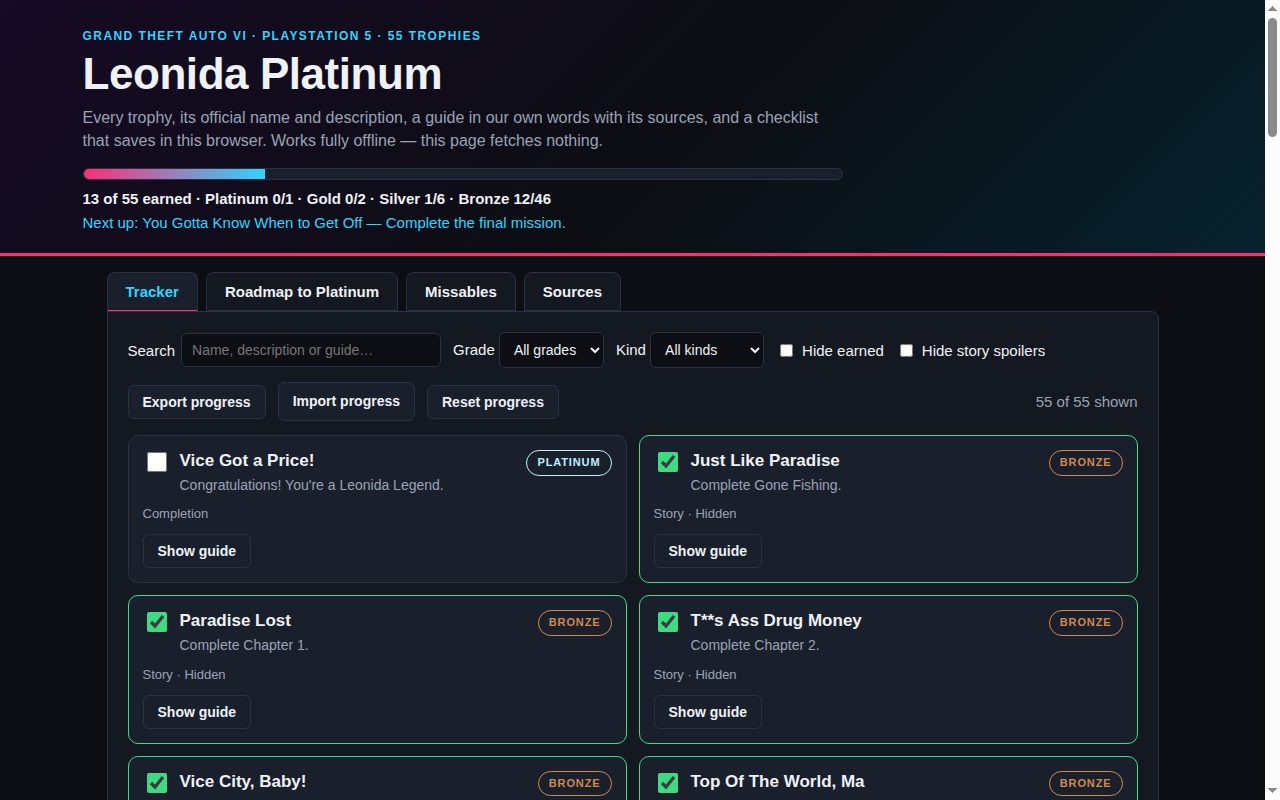 GRAND THEFT AUTO VI · PLAYSTATION 5 · 55 TROPHIES
Leonida Platinum
Every trophy, its official name and description, a guide in our own words with its sources, and a checklist
that saves in this browser. Works fully offline — this page fetches nothing.
13 of 55 earned · Platinum 0/1 · Gold 0/2 · Silver 1/6 · Bronze 12/46
Next up: You Gotta Know When to Get Off — Complete the final mission.
Tracker Roadmap to Platinum Missables Sources
Search Name, description or guide… Grade All grades Kind All kinds Hide earned Hide story spoilers
Export progress Import progress Reset progress 55 of 55 shown
Vice Got a Price! PLATINUM
Congratulations! You're a Leonida Legend.
Completion
Show guide
Just Like Paradise BRONZE
Complete Gone Fishing.
Story · Hidden
Show guide
Paradise Lost BRONZE
Complete Chapter 1.
Story · Hidden
Show guide
T**s Ass Drug Money BRONZE
Complete Chapter 2.
Story · Hidden
Show guide
Vice City, Baby! BRONZE
Top Of The World, Ma BRONZE